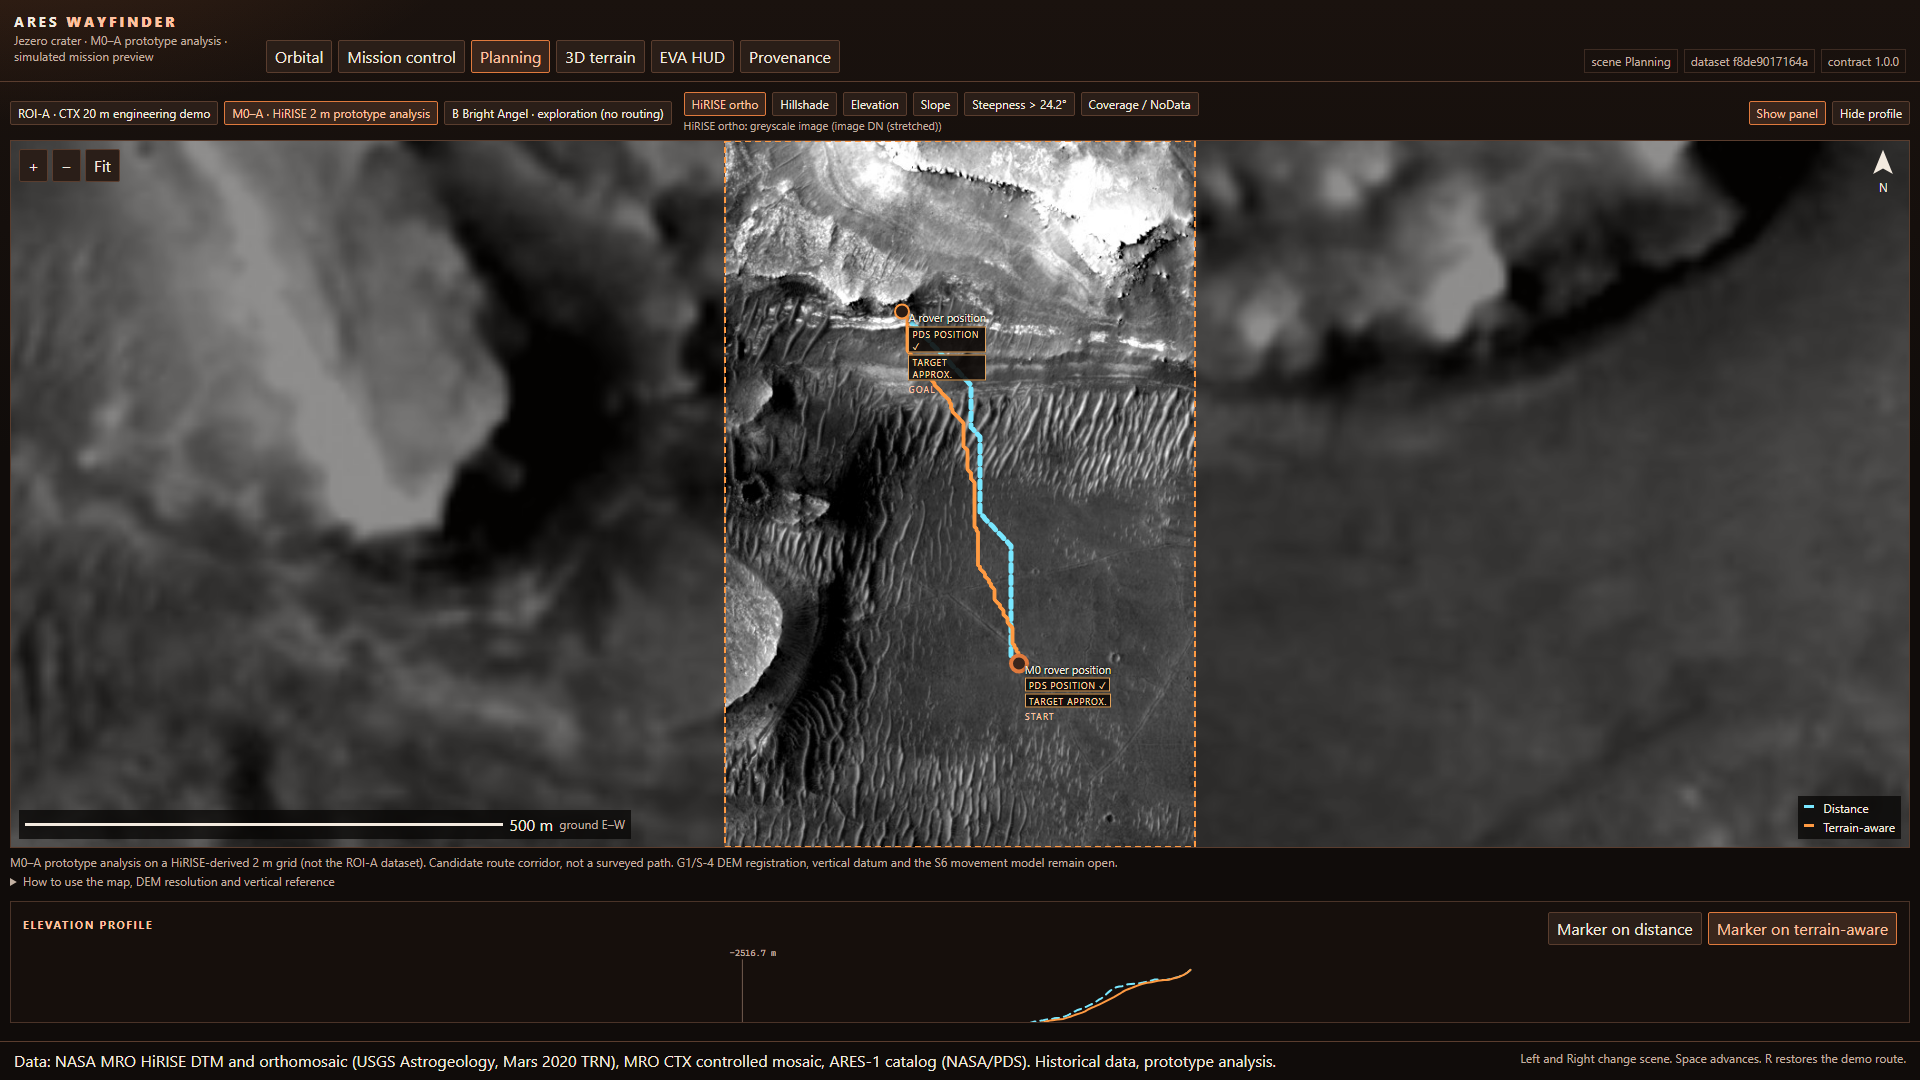 ARES WAYFINDER
Jezero crater · M0–A prototype analysis ·
simulated mission preview
Orbital
Mission control
Planning
3D terrain
EVA HUD
Provenance
scene Planning
dataset f8de9017164a
contract 1.0.0
ROI-A · CTX 20 m engineering demo
M0–A · HiRISE 2 m prototype analysis
B Bright Angel · exploration (no routing)
HiRISE ortho
Hillshade
Elevation
Slope
Steepness > 24.2°
Coverage / NoData
HiRISE ortho: greyscale image (image DN (stretched))
Show panel
Hide profile
+
–
Fit
N
A rover position
PDS POSITION
✓
TARGET
APPROX.
GOAL
M0 rover position
PDS POSITION ✓
TARGET APPROX.
START
500 m ground E–W
Distance
Terrain-aware
M0–A prototype analysis on a HiRISE-derived 2 m grid (not the ROI-A dataset). Candidate route corridor, not a surveyed path. G1/S-4 DEM registration, vertical datum and the S6 movement model remain open.
How to use the map, DEM resolution and vertical reference
ELEVATION PROFILE
Marker on distance
Marker on terrain-aware
−2516.7 m
Data: NASA MRO HiRISE DTM and orthomosaic (USGS Astrogeology, Mars 2020 TRN), MRO CTX controlled mosaic, ARES-1 catalog (NASA/PDS). Historical data, prototype analysis.
Left and Right change scene. Space advances. R restores the demo route.